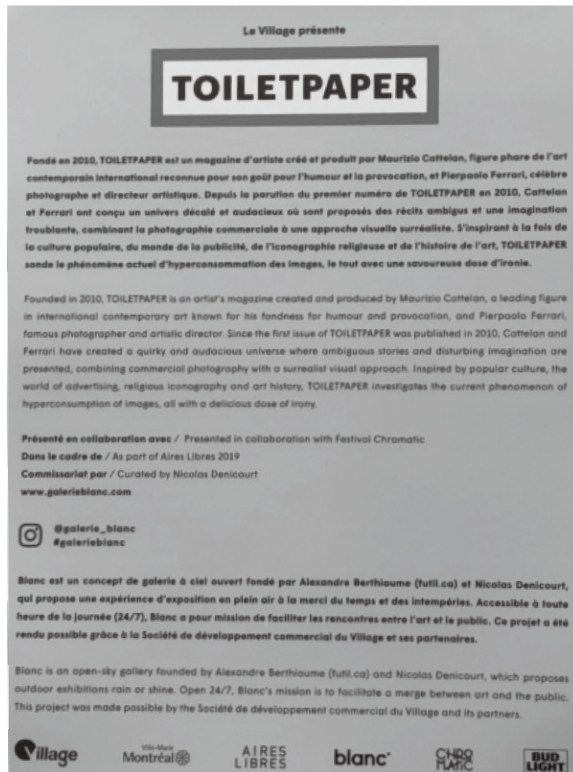 Le Village présente
TOILETPAPER
Fondé en 2010, TOILETPAPER est un magazine d'artiste créé et produit par Maurizio Cattelan, figure phare de l'art
contemporain international reconnue pour son goût pour l'humour et la provocation, et Pierpaolo Ferrari, célèbre
photographe et directeur artistique. Depuis la parution du premier numéro de TOILETPAPER en 2010, Cattelan
et Ferrari ont conçu un univers décalé et audacieux où sont proposés des récits ambigus et une imagination
troublante, combinant la photographie commerciale à une approche visuelle surréaliste. S'inspirant à la fois de
la culture populaire, du monde de la publicité, de l'iconographie religieuse et de l'histoire de l'art, TOILETPAPER
sonde le phénomène actuel d'hyperconsommation des images, le tout avec une savoureuse dose d'ironie.
Founded in 2010, TOILETPAPER is an artist's magazine created and produced by Maurizio Cattelan, a leading figure
in international contemporary art known for his fondness for humour and provocation, and Pierpaolo Ferrari,
famous photographer and artistic director. Since the first issue of TOILETPAPER was published in 2010, Cattelan and
Ferrari have created a quirky and audacious universe where ambiguous stories and disturbing imagination are
presented, combining commercial photography with a surrealist visual approach. Inspired by popular culture, the
world of advertising, religious iconography and art history, TOILETPAPER investigates the current phenomenon of
hyperconsumption of images, all with a delicious dose of irony.
Présenté en collaboration avec / Presented in collaboration with Festival Chromatic
Dans le cadre de / As part of Aires Libres 2019
Commissariat par / Curated by Nicolas Denicourt
www.galerieblanc.com
@galerie_blanc
#galerieblanc
Blanc est un concept de galerie à ciel ouvert fondé par Alexandre Berthiaume (futil.ca) et Nicolas Denicourt,
qui propose une expérience d'exposition en plein air à la merci du temps et des intempéries. Accessible à toute
heure de la journée (24/7), Blanc a pour mission de faciliter les rencontres entre l'art et le public. Ce projet a été
rendu possible grâce à la Société de développement commercial du Village et ses partenaires.
Blanc is an open-sky gallery founded by Alexandre Berthiaume (futil.ca) and Nicolas Denicourt, which proposes
outdoor exhibitions rain or shine. Open 24/7, Blanc's mission is to facilitate a merge between art and the public.
This project was made possible by the Société de développement commercial du Village et its partners.
Village
Ville-Marie
Montréal
AIRES
LIBRES
blanc
CHRO
MATIC
BUD
LIGHT